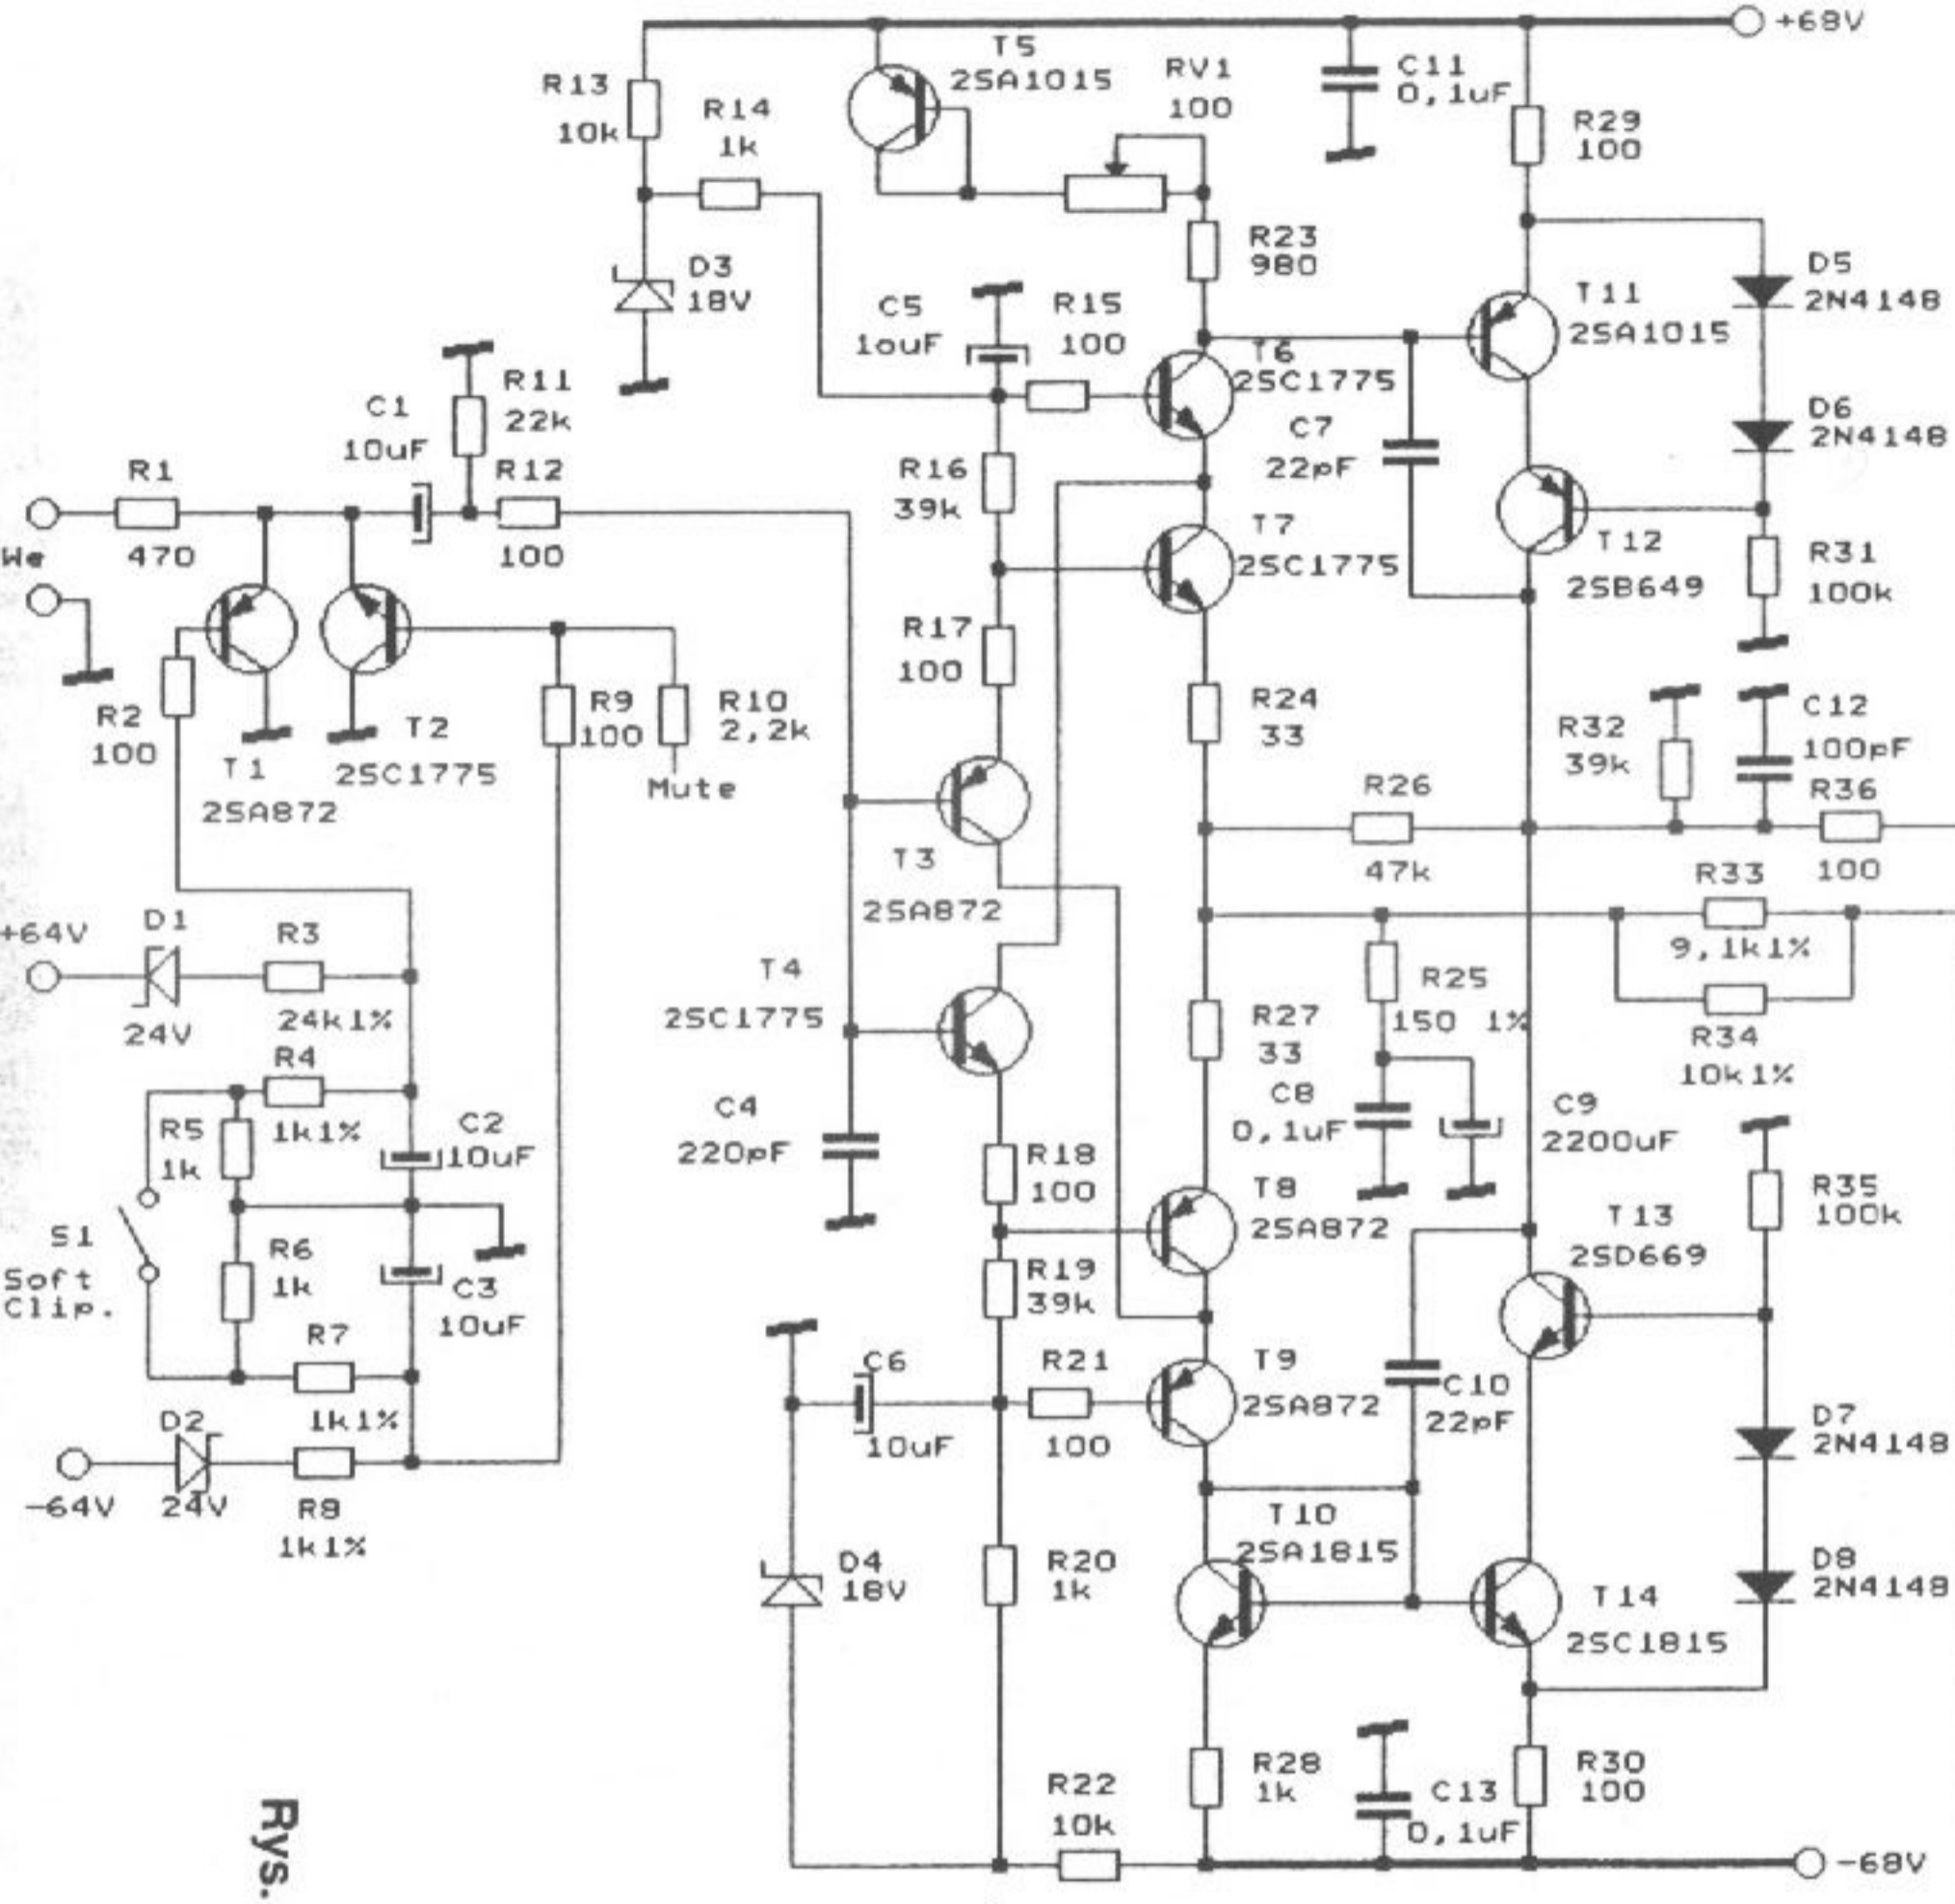 +68V
T5
2SA1015
RV1
100
C11
0,1uF
R13
10k
R14
1k
R29
100
D3
18V
R23
980
D5
2N4148
T11
2SA1015
C5
1ouF
R15
100
T6
2SC1775
R11
22k
C1
10uF
D6
2N4148
C7
22pF
R1
470
R12
100
R16
39k
T7
2SC1775
T12
2SB649
R31
100k
We
R17
100
R2
100
T1
2SA872
T2
2SC1775
R9
100
R10
2,2k
Mute
R24
33
R32
39k
C12
100pF
R26
47k
R36
100
T3
2SA872
R33
9,1k1%
+64V
D1
24V
R3
24k1%
T4
2SC1775
R25
150 1%
R27
33
R34
10k1%
R4
1k1%
R5
1k
C2
10uF
C4
220pF
C8
0,1uF
C9
2200uF
R18
100
T8
2SA872
T13
2SD669
R35
100k
S1
Soft
Clip.
R6
1k
C3
10uF
R19
39k
R7
1k1%
C6
10uF
R21
100
T9
2SA872
C10
22pF
D7
2N4148
D2
24V
-64V
R8
1k1%
T10
2SA1815
D4
18V
R20
1k
T14
2SC1815
D8
2N4148
R22
10k
R28
1k
C13
0,1uF
R30
100
-68V
Rys.